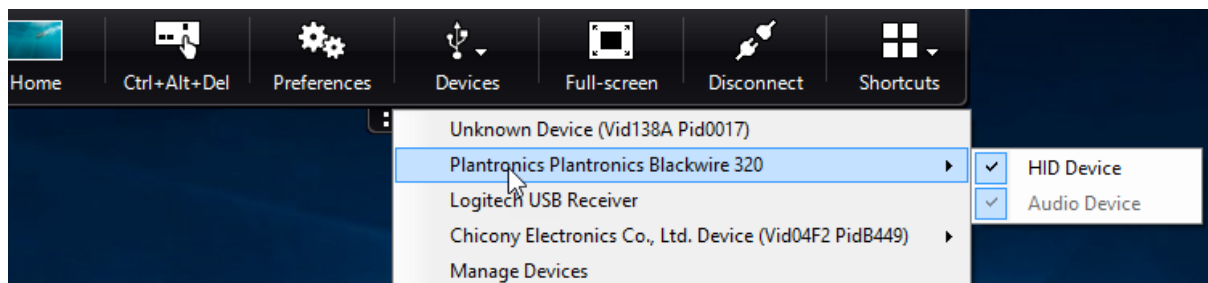 Home
Ctrl+Alt+Del
Preferences
Devices
Full-screen
Disconnect
Shortcuts
Unknown Device (Vid138A Pid0017)
Plantronics Plantronics Blackwire 320
HID Device
Logitech USB Receiver
Audio Device
Chicony Electronics Co., Ltd. Device (Vid04F2 PidB449)
Manage Devices